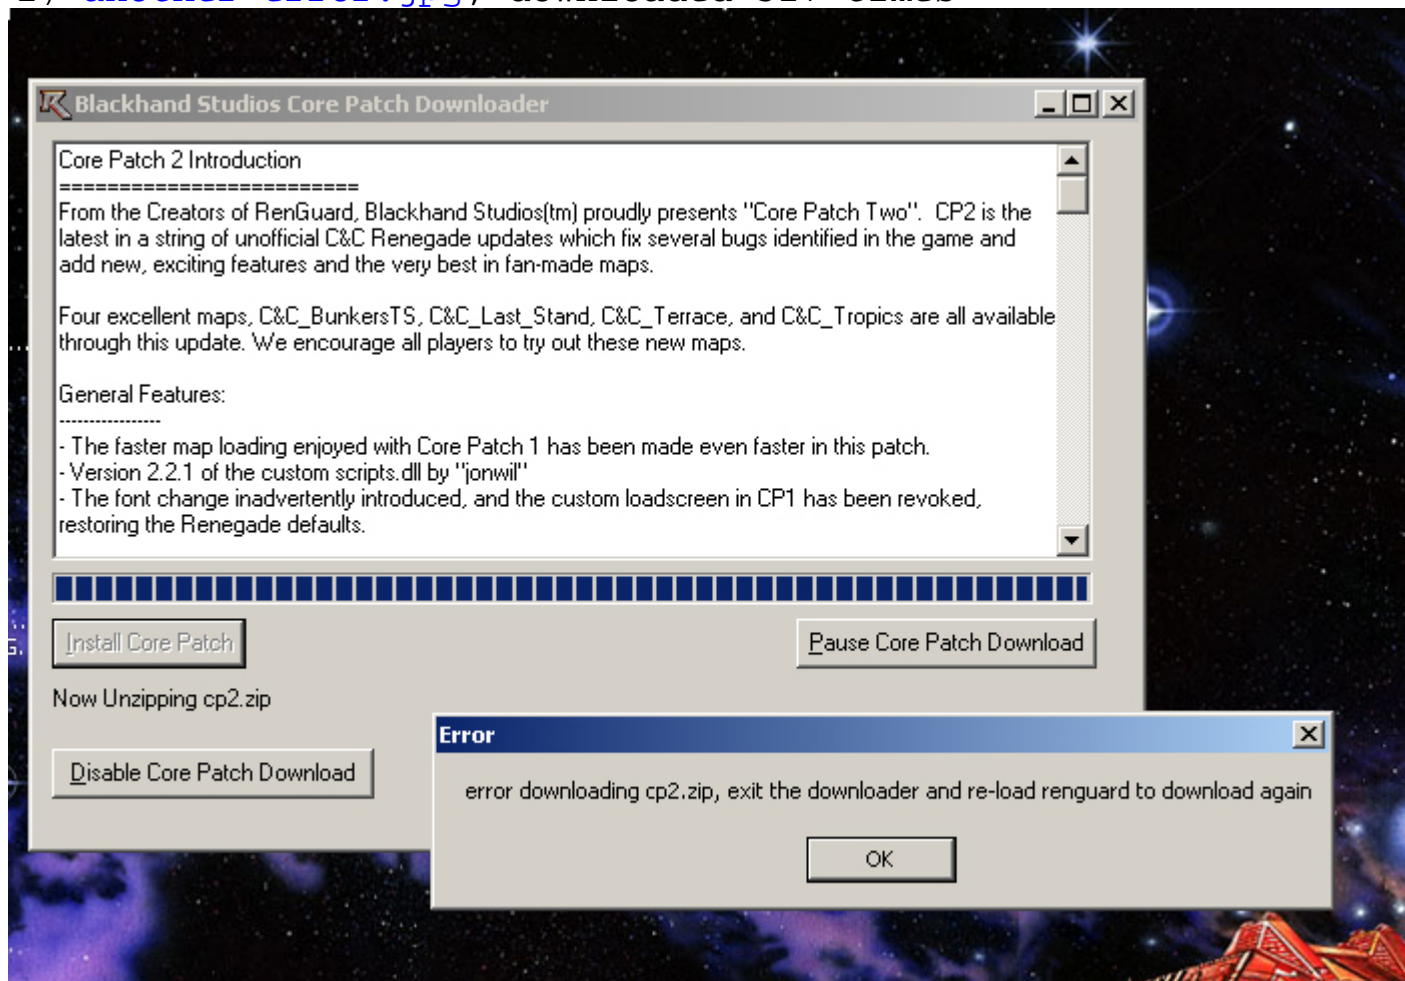 another error.jpg, downloaded 527 times
Blackhand Studios Core Patch Downloader
Core Patch 2 Introduction
=========================
From the Creators of RenGuard, Blackhand Studios(tm) proudly presents "Core Patch Two".  CP2 is the
latest in a string of unofficial C&C Renegade updates which fix several bugs identified in the game and
add new, exciting features and the very best in fan-made maps.
Four excellent maps, C&C_BunkersTS, C&C_Last_Stand, C&C_Terrace, and C&C_Tropics are all available
through this update. We encourage all players to try out these new maps.
General Features:
----------------
- The faster map loading enjoyed with Core Patch 1 has been made even faster in this patch.
- Version 2.2.1 of the custom scripts.dll by "jonwil"
- The font change inadvertently introduced, and the custom loadscreen in CP1 has been revoked,
restoring the Renegade defaults.
Install Core Patch
Pause Core Patch Download
Now Unzipping cp2.zip
Disable Core Patch Download
Error
error downloading cp2.zip, exit the downloader and re-load renguard to download again
OK